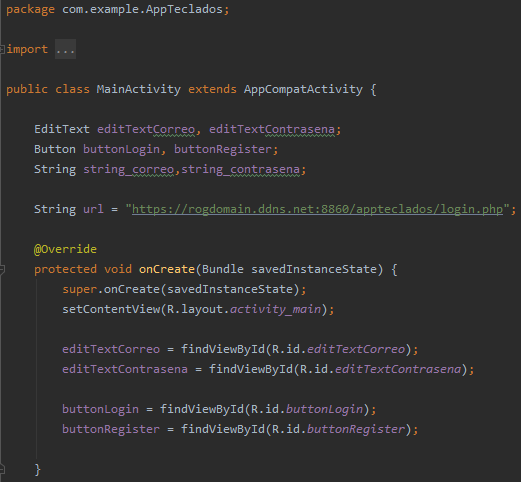 package com.example.AppTeclados;
import ...
public class MainActivity extends AppCompatActivity {
EditText editTextCorreo, editTextContrasena;
Button buttonLogin, buttonRegister;
String string_correo,string_contrasena;
String url = "https://rogdomain.ddns.net:8860/appteclados/login.php";
@Override
protected void onCreate(Bundle savedInstanceState) {
super.onCreate(savedInstanceState);
setContentView(R.layout.activity_main);
editTextCorreo = findViewById(R.id.editTextCorreo);
editTextContrasena = findViewById(R.id.editTextContrasena);
buttonLogin = findViewById(R.id.buttonLogin);
buttonRegister = findViewById(R.id.buttonRegister);
}